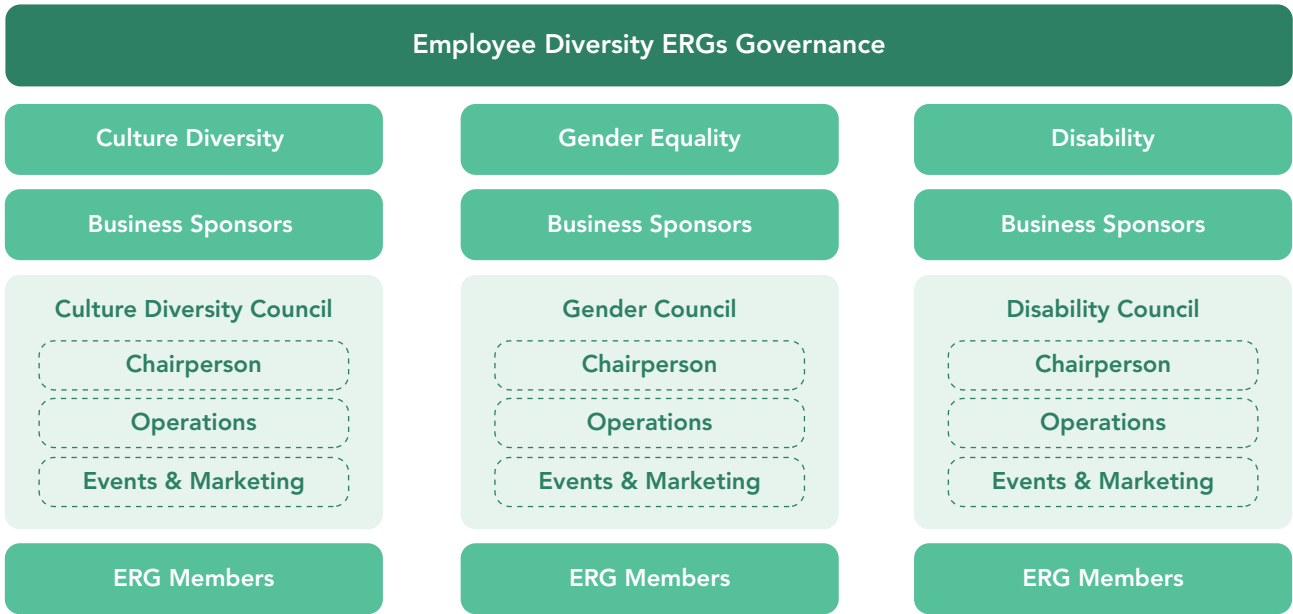 Employee Diversity ERGs Governance
Culture Diversity
Business Sponsors
Culture Diversity Council
Chairperson
Operations
Events & Marketing
ERG Members
Gender Equality
Business Sponsors
Gender Council
Chairperson
Operations
Events & Marketing
ERG Members
Disability
Business Sponsors
Disability Council
Chairperson
Operations
Events & Marketing
ERG Members